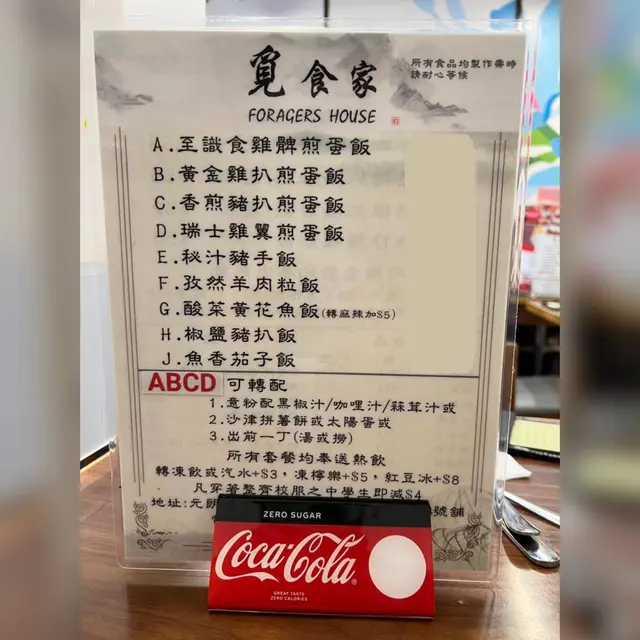 覓食家
FORAGERS HOUSE
所有食品均製作需時
請耐心等候
A.至識食雞髀煎蛋飯
B.黃金雞扒煎蛋飯
C.香煎豬扒煎蛋飯
D.瑞士雞翼煎蛋飯
E.秘汁豬手飯
F.孜然羊肉粒飯
G.酸菜黃花魚飯(轉麻辣加$5)
H.椒鹽豬扒飯
J.魚香茄子飯
ABCD 可轉配
1.意粉配黑椒汁/咖哩汁/蒜茸汁或
2.沙津拼薯餅或太陽蛋或
3.出前一丁(湯或撈)
所有套餐均奉送熱飲
轉凍飲或汽水+$3，凍檸樂+$5，紅豆冰+$8
凡穿著整齊校服之中學生即減$4
地址:元朗 號舖
ZERO SUGAR
Coca-Cola
GREAT TASTE
ZERO CALORIES